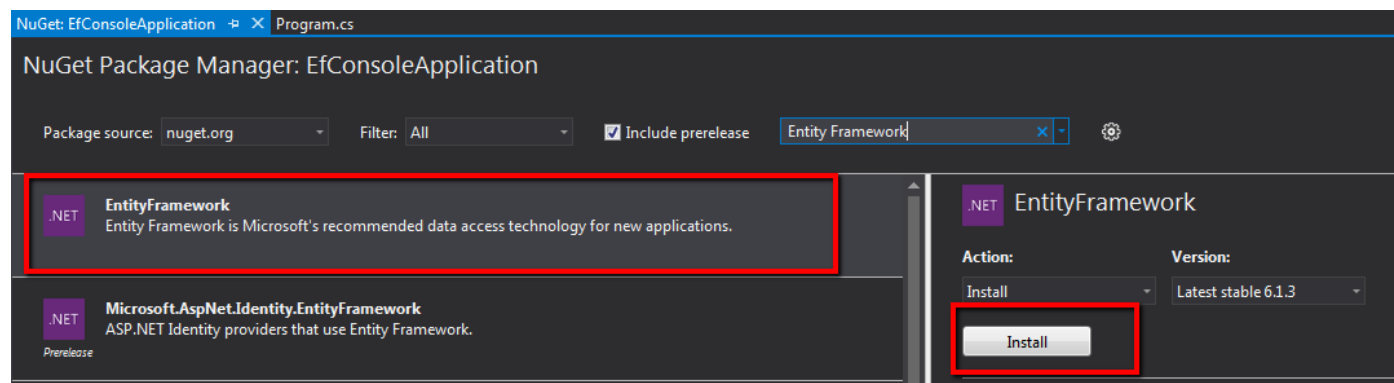 NuGet: EfConsoleApplication Program.cs
NuGet Package Manager: EfConsoleApplication
Package source: nuget.org Filter: All Include prerelease Entity Framework
.NET EntityFramework
Entity Framework is Microsoft's recommended data access technology for new applications.
.NET Microsoft.AspNet.Identity.EntityFramework
ASP.NET Identity providers that use Entity Framework.
Prerelease
.NET EntityFramework
Action: Version:
Install Latest stable 6.1.3
Install